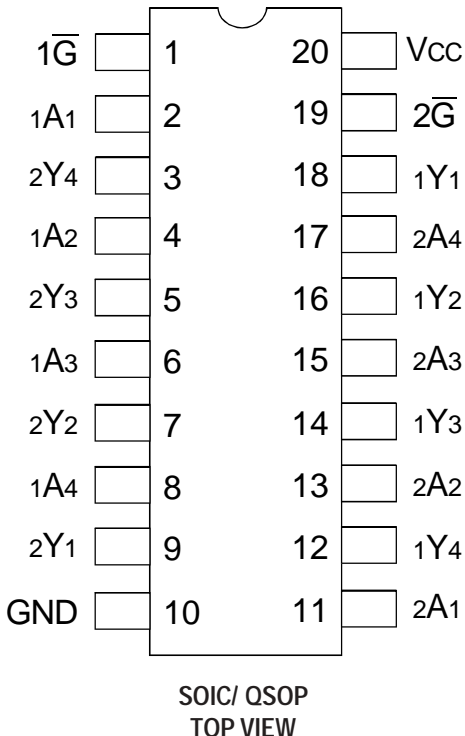 1G̅ 1 20 VCC
1A1 2 19 2G̅
2Y4 3 18 1Y1
1A2 4 17 2A4
2Y3 5 16 1Y2
1A3 6 15 2A3
2Y2 7 14 1Y3
1A4 8 13 2A2
2Y1 9 12 1Y4
GND 10 11 2A1
SOIC/ QSOP
TOP VIEW